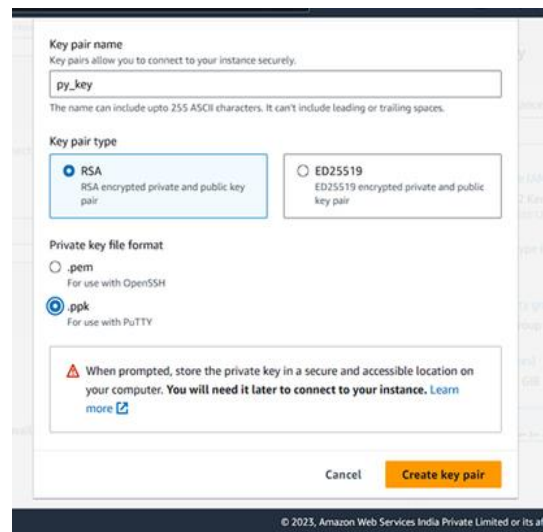 Key pair name
Key pairs allow you to connect to your instance securely.
py_key
The name can include upto 255 ASCII characters. It can't include leading or trailing spaces.
Key pair type
RSA
RSA encrypted private and public key
pair
ED25519
ED25519 encrypted private and public
key pair
Private key file format
.pem
For use with OpenSSH
.ppk
For use with PuTTY
When prompted, store the private key in a secure and accessible location on
your computer. You will need it later to connect to your instance. Learn
more
Cancel
Create key pair
© 2023, Amazon Web Services India Private Limited or its